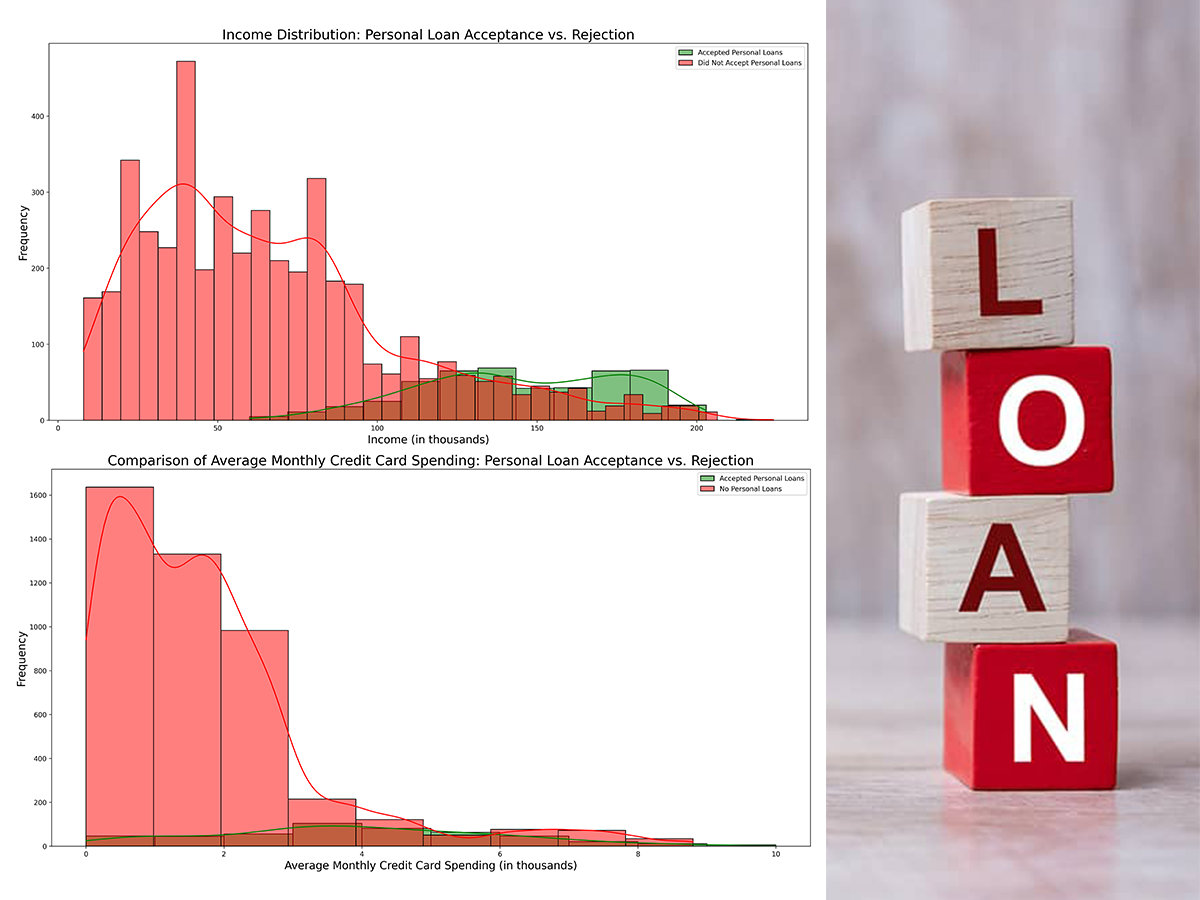 Income Distribution: Personal Loan Acceptance vs. Rejection
Accepted Personal Loans
Did Not Accept Personal Loans
400
300
200
100
0
Frequency
0 50 100 150 200
Income (in thousands)
Comparison of Average Monthly Credit Card Spending: Personal Loan Acceptance vs. Rejection
Accepted Personal Loans
No Personal Loans
1600
1400
1200
1000
800
600
400
200
0
Frequency
0 2 4 6 8 10
Average Monthly Credit Card Spending (in thousands)
L
O
A
N